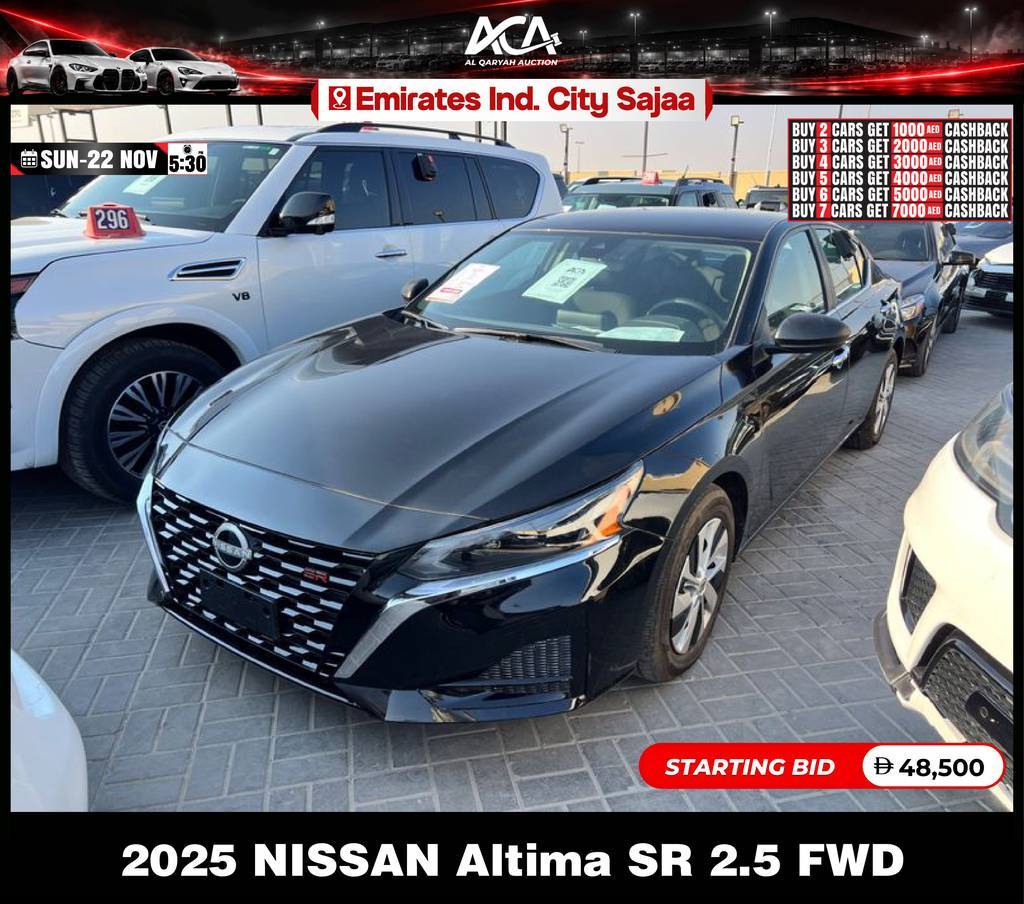 ACA
AL QARYAH AUCTION
Emirates Ind. City Sajaa
SUN-22 NOV 5:30
BUY 2 CARS GET 1000 AED CASHBACK
BUY 3 CARS GET 2000 AED CASHBACK
BUY 4 CARS GET 3000 AED CASHBACK
BUY 5 CARS GET 4000 AED CASHBACK
BUY 6 CARS GET 5000 AED CASHBACK
BUY 7 CARS GET 7000 AED CASHBACK
296
V8
ACA
NISSAN
SR
STARTING BID 48,500
2025 NISSAN Altima SR 2.5 FWD